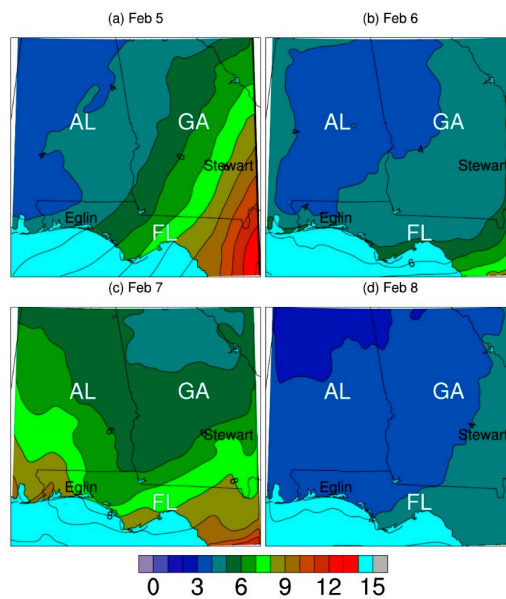 (a) Feb 5
(b) Feb 6
AL GA
Stewart
Eglin
FL
AL GA
Stewart
Eglin
FL
6
(c) Feb 7
(d) Feb 8
AL GA
Stewart
Eglin
FL
AL GA
Stewart
Eglin
FL
0 3 6 9 12 15